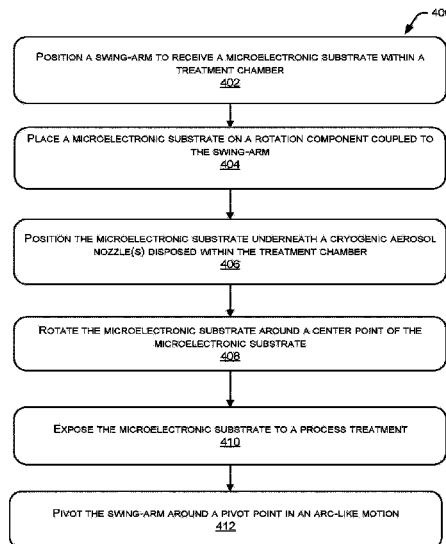 400
POSITION A SWING-ARM TO RECEIVE A MICROELECTRONIC SUBSTRATE WITHIN A
TREATMENT CHAMBER
402
PLACE A MICROELECTRONIC SUBSTRATE ON A ROTATION COMPONENT COUPLED TO
THE SWING-ARM
404
POSITION THE MICROELECTRONIC SUBSTRATE UNDERNEATH A CRYOGENIC AEROSOL
NOZZLE(S) DISPOSED WITHIN THE TREATMENT CHAMBER
406
ROTATE THE MICROELECTRONIC SUBSTRATE AROUND A CENTER POINT OF THE
MICROELECTRONIC SUBSTRATE
408
EXPOSE THE MICROELECTRONIC SUBSTRATE TO A PROCESS TREATMENT
410
PIVOT THE SWING-ARM AROUND A PIVOT POINT IN AN ARC-LIKE MOTION
412